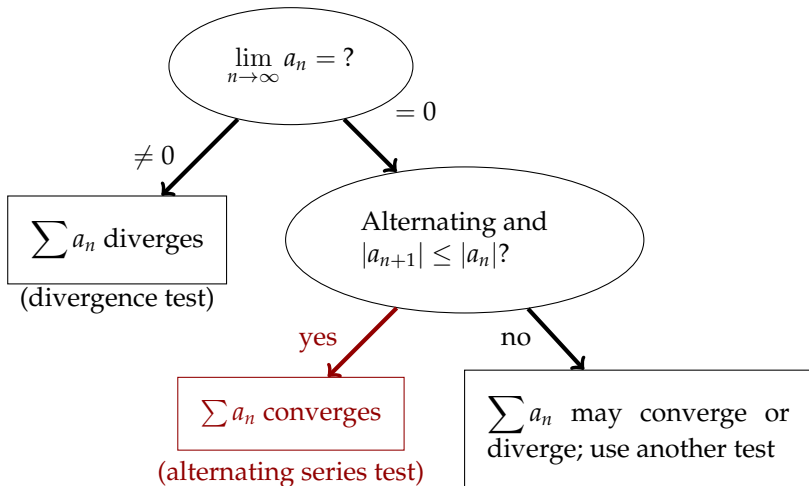 lim n→∞ aₙ = ?
≠ 0
= 0
∑ aₙ diverges
(divergence test)
Alternating and
|aₙ₊₁| ≤ |aₙ|?
yes
no
∑ aₙ converges
(alternating series test)
∑ aₙ may converge or
diverge; use another test